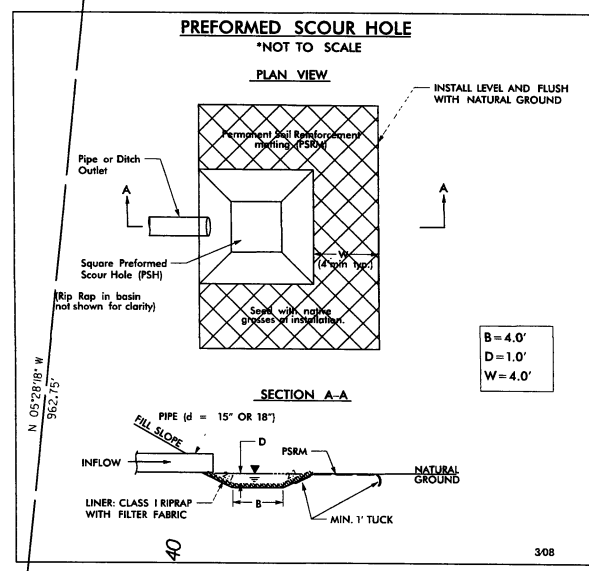 PREFORMED SCOUR HOLE
*NOT TO SCALE
PLAN VIEW
INSTALL LEVEL AND FLUSH
WITH NATURAL GROUND
Permanent Soil Reinforcement
matting (PSRM)
Pipe or Ditch
Outlet
A
A
Square Preformed
Scour Hole (PSH)
W
(4' min typ.)
(Rip Rap in basin
not shown for clarity)
Seed with native
grasses at installation.
B = 4.0'
D = 1.0'
W = 4.0'
N 05°28'18" W
962.75'
SECTION A-A
PIPE (d = 15" OR 18")
FILL SLOPE
D
PSRM
INFLOW
NATURAL
GROUND
B
LINER: CLASS I RIPRAP
WITH FILTER FABRIC
MIN. 1' TUCK
40
3/08